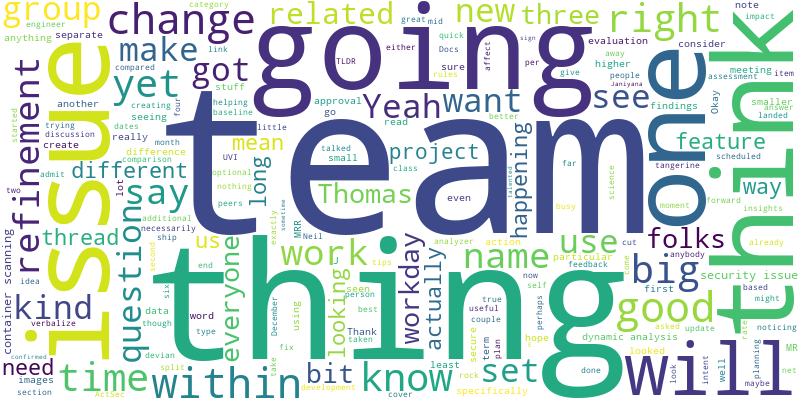 group
category
change
related
new
three
right
note
impact
engineer
great
mid
anything
separate
link
TLDR
going
quick
Docs
evaluation
consider
make
either
sure
affect
sign
rules
per
away
higher
compared
yet
got
stuff
give
people
meeting
assessment
item
another
creating
seeing
four
helping
baseline
approval
go
Yeah
want
see
Janiyana
findings
smaller
answer
landed
Okay
issue
refinement
trying
discussion
dates
really
month
little
read
better
one
think
started
create
difference
comparison
mean
UVI
talked
small
project
happening
feature
scheduled
different
long
optional
nothing
class
far
tangerine
way
two
admit
lot
say
team
Thomas
even
talented
busy
science
moment
forward
insights
thread
question
additional
necessarily
ship
us
peers
exactly
sometime
MRR
Neil
workday
actually
analyzer
action
name
use
particular
feedback
folks
already
anybody
container scanning
idea
second
everyone
end
work
tips
looking
seen
person
best
now
self
true
useful
couple
cut
code
big
security issue
first
based
might
noticing
kind
verbalize
data
though
six
word
type
December
using
Thank
taken
thing
secure
term
plan
perhaps
hope
good
asked
update
rate
need
confirmed
devian
fix
least
rock
dynamic analysis
looked
MR
images
section
time
ActSec
split
within
take
bit
development
know
cover
set
specifically
done
will
look
intent
well
planning
maybe
net